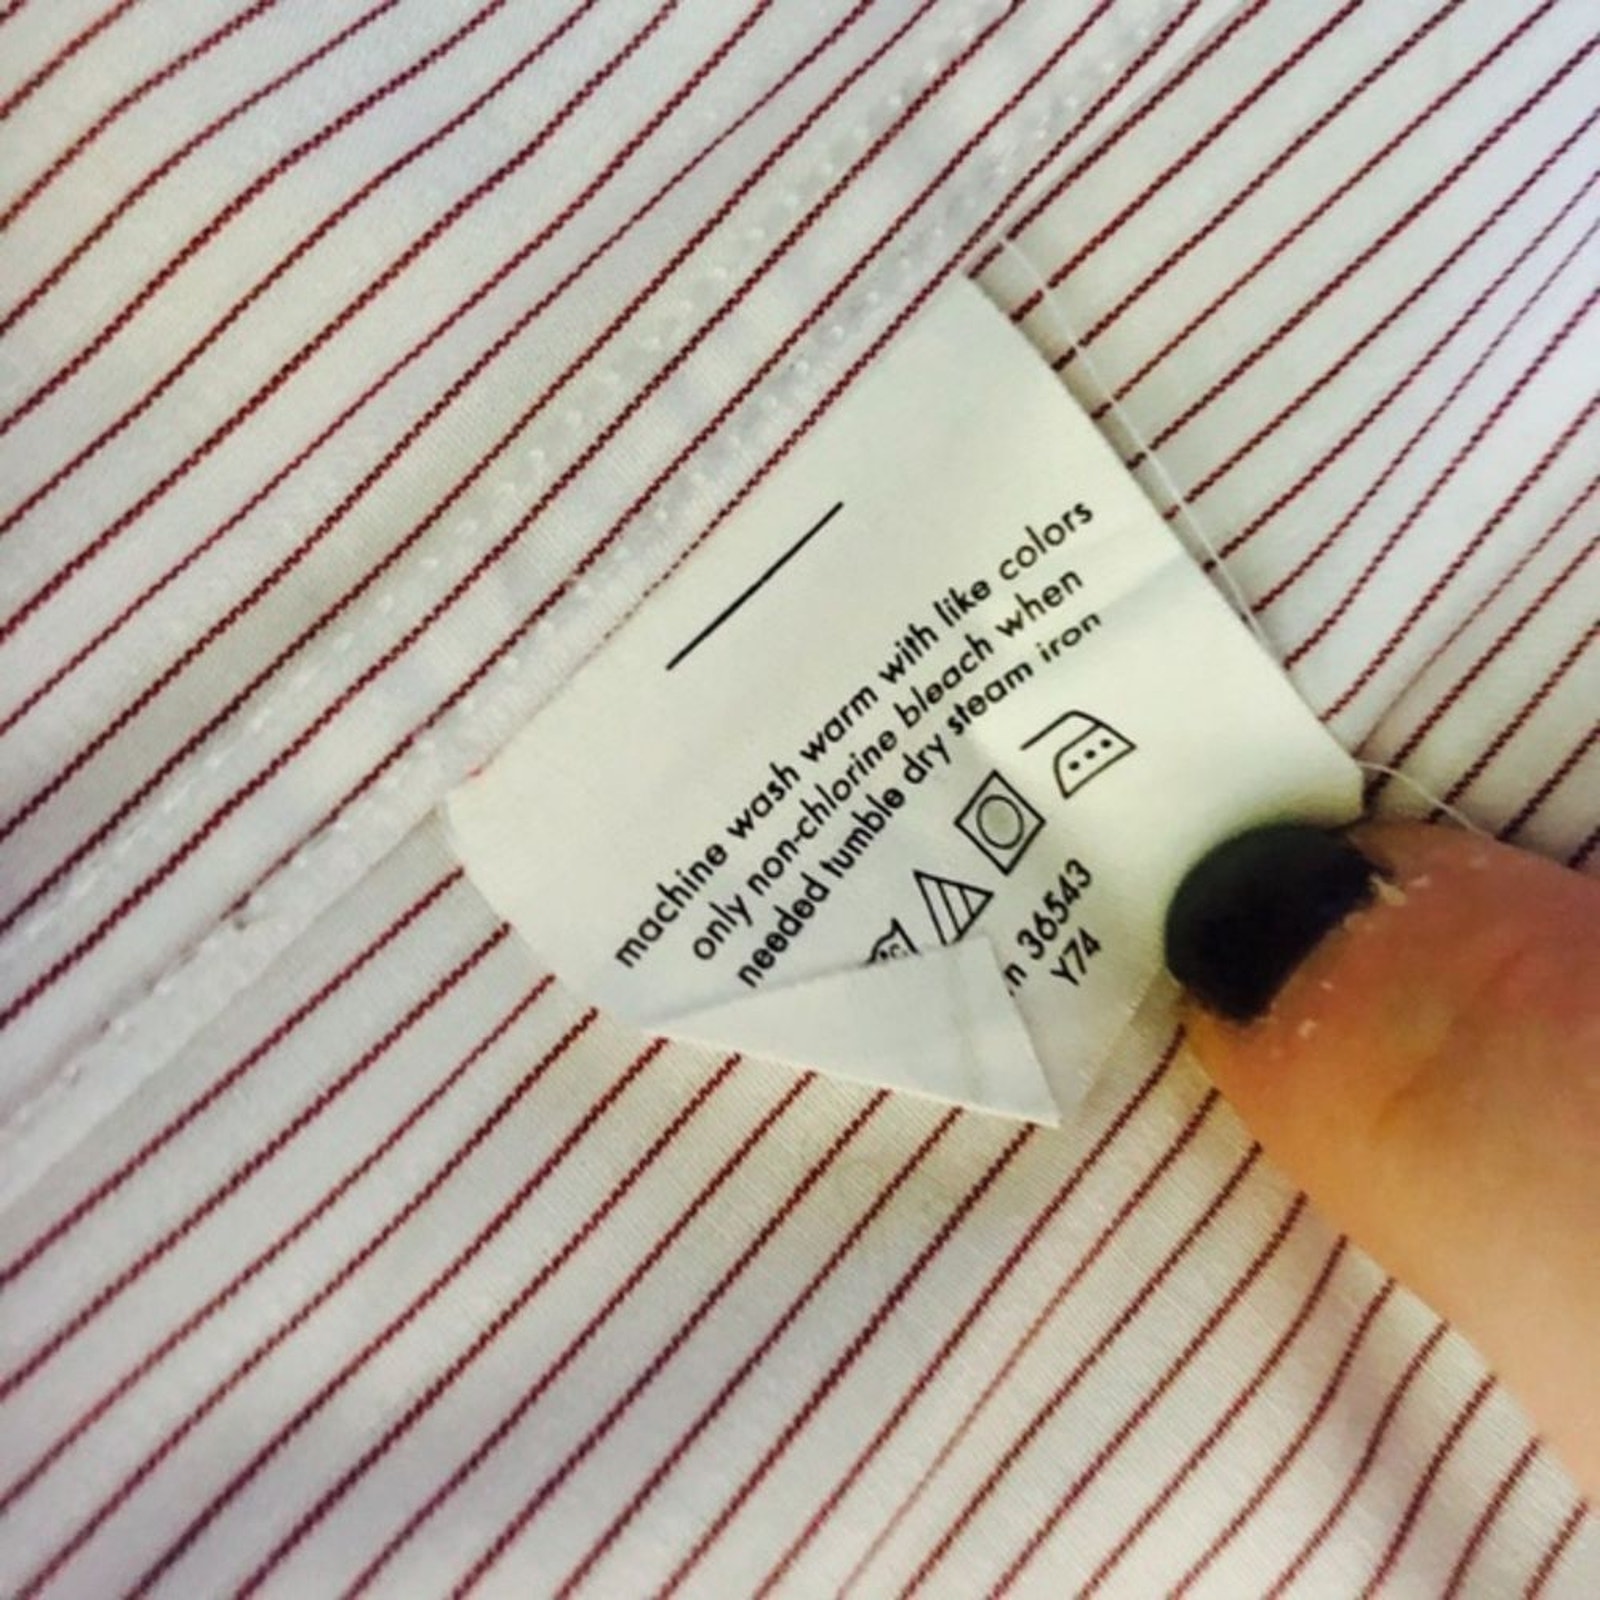 machine wash warm with like colors
only non-chlorine bleach when
needed tumble dry steam iron
36543
Y74